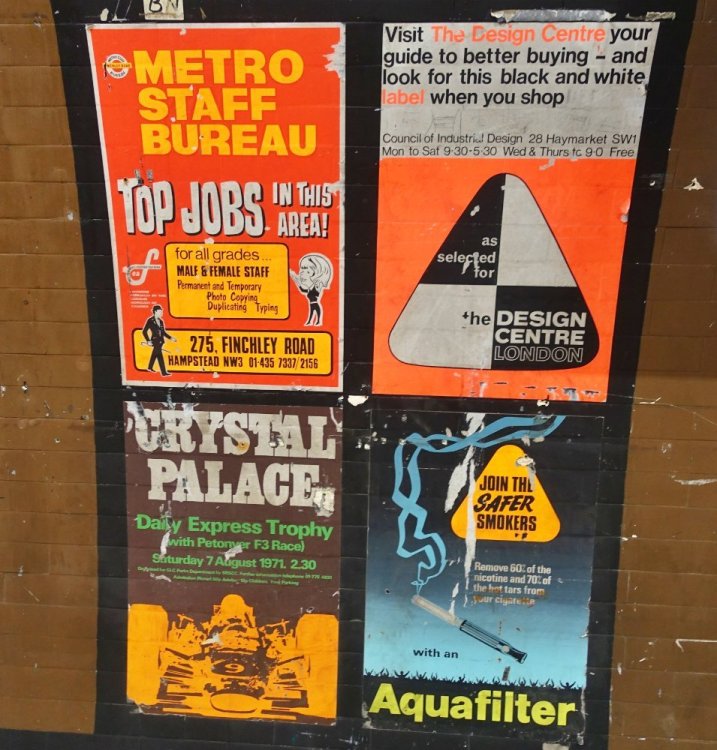 BN
METRO
STAFF
BUREAU
TOP JOBS IN THIS
AREA!
for all grades...
MALE & FEMALE STAFF
Permanent and Temporary
Photo Copying
Duplicating Typing
275, FINCHLEY ROAD
HAMPSTEAD NW3 01-435 7337/2156
Visit The Design Centre your
guide to better buying - and
look for this black and white
label when you shop
Council of Industrial Design 28 Haymarket SW1
Mon to Sat 9·30-5·30 Wed & Thurs to 9·0 Free
as
selected
for
the DESIGN
CENTRE
LONDON
CRYSTAL
PALACE
Daily Express Trophy
(with Petonyer F3 Race)
Saturday 7 August 1971. 2.30
JOIN THE
SAFER
SMOKERS
Remove 60% of the
nicotine and 70% of
the hot tars from
your cigarette
with an
Aquafilter